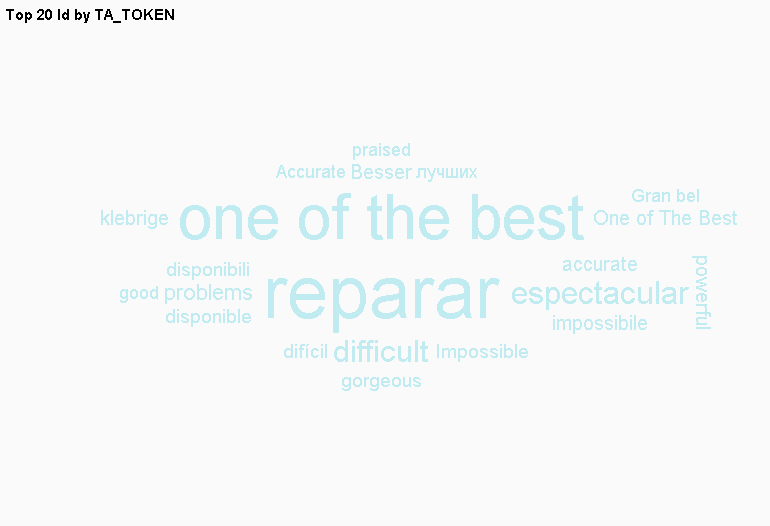 Top 20 Id by TA_TOKEN
praised
Accurate Besser лучших
Gran bel
klebrige one of the best One of The Best
disponibili accurate
good problems reparar espectacular powerful
disponible impossibile
difícil difficult Impossible
gorgeous